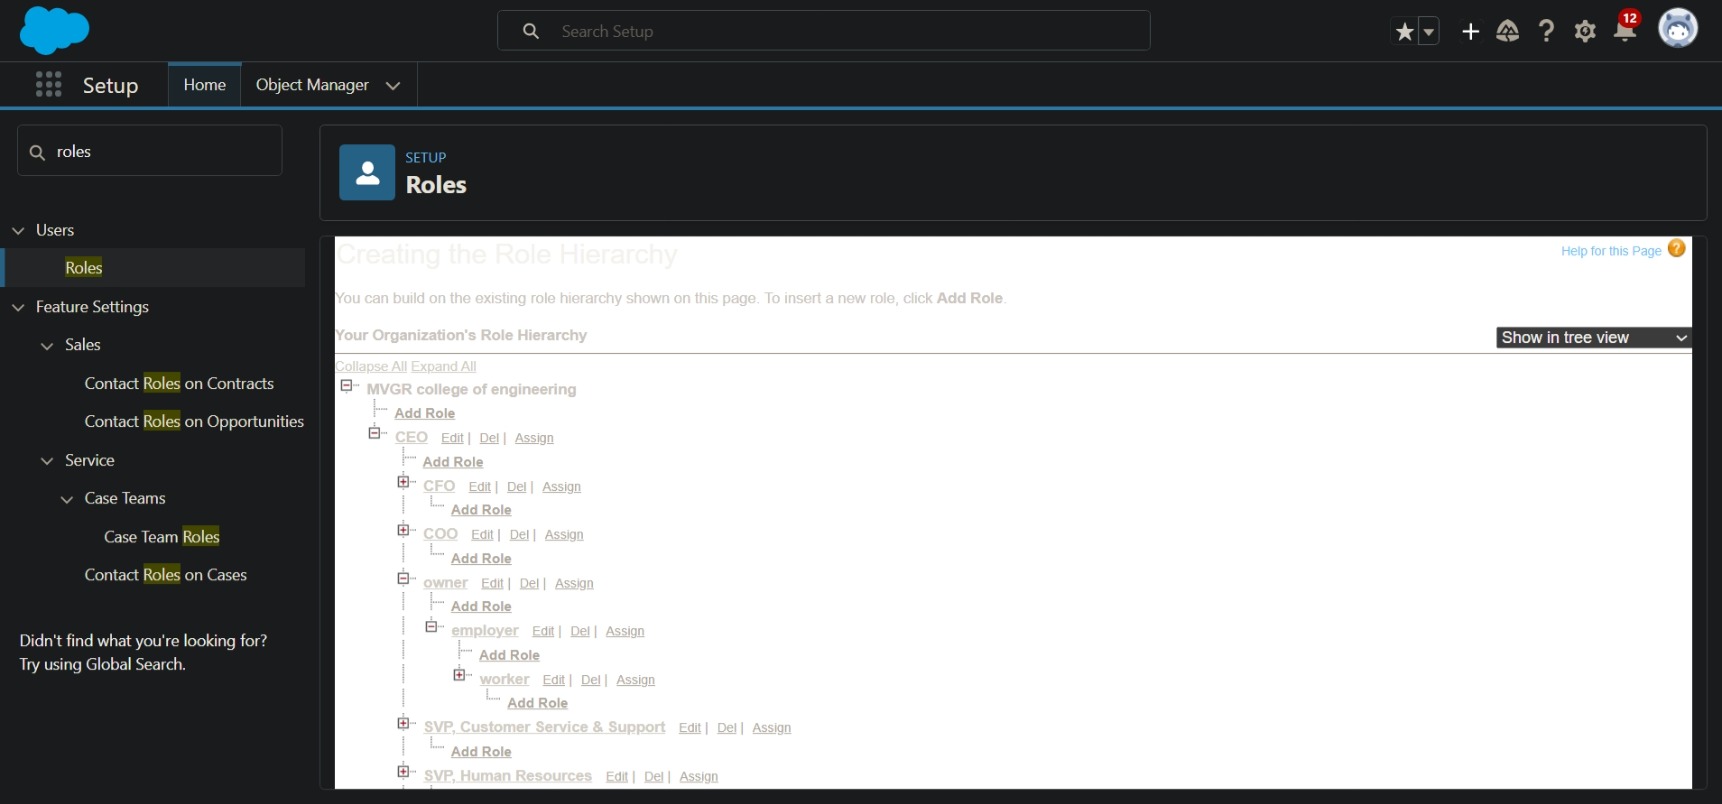 Search Setup
12
Setup
Home
Object Manager
roles
SETUP
Roles
Users
Roles
Feature Settings
Sales
Contact Roles on Contracts
Contact Roles on Opportunities
Service
Case Teams
Case Team Roles
Contact Roles on Cases
Didn't find what you're looking for?
Try using Global Search.
Creating the Role Hierarchy
Help for this Page ?
You can build on the existing role hierarchy shown on this page. To insert a new role, click Add Role.
Your Organization's Role Hierarchy
Show in tree view
Collapse All Expand All
MVGR college of engineering
Add Role
CEO Edit | Del | Assign
Add Role
CFO Edit | Del | Assign
Add Role
COO Edit | Del | Assign
Add Role
owner Edit | Del | Assign
Add Role
employer Edit | Del | Assign
Add Role
worker Edit | Del | Assign
Add Role
SVP, Customer Service & Support Edit | Del | Assign
Add Role
SVP, Human Resources Edit | Del | Assign